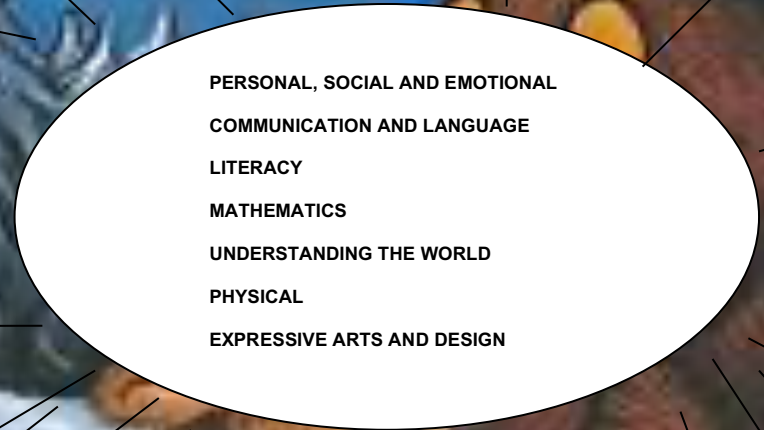 PERSONAL, SOCIAL AND EMOTIONAL
COMMUNICATION AND LANGUAGE
LITERACY
MATHEMATICS
UNDERSTANDING THE WORLD
PHYSICAL
EXPRESSIVE ARTS AND DESIGN